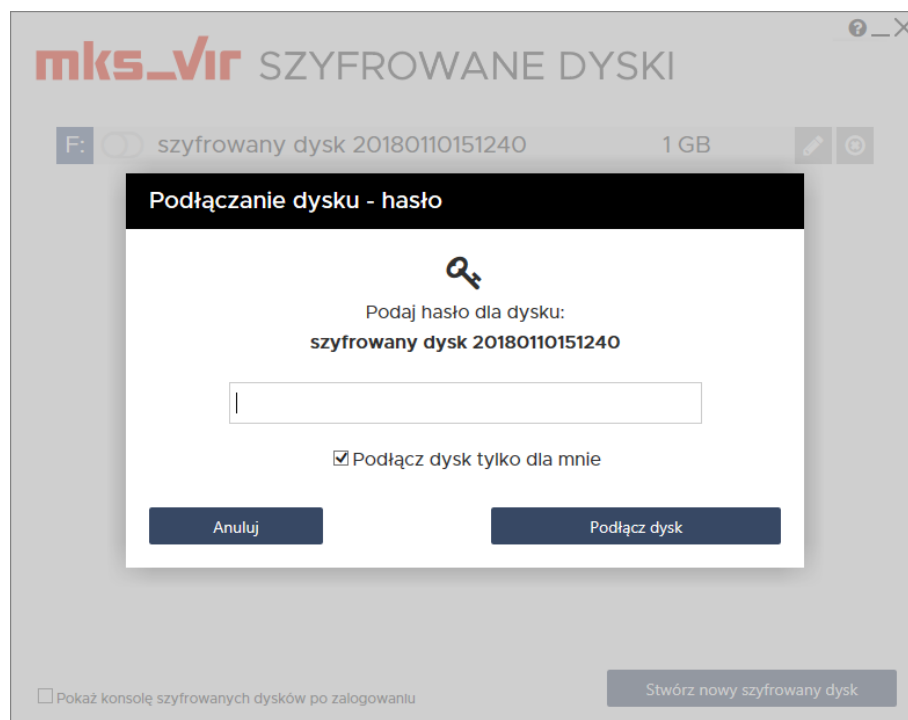 mks_vir SZYFROWANE DYSKI
F: szyfrowany dysk 20180110151240 1 GB
Podłączanie dysku - hasło
Podaj hasło dla dysku:
szyfrowany dysk 20180110151240
Podłącz dysk tylko dla mnie
Anuluj Podłącz dysk
Pokaż konsolę szyfrowanych dysków po zalogowaniu
Stwórz nowy szyfrowany dysk